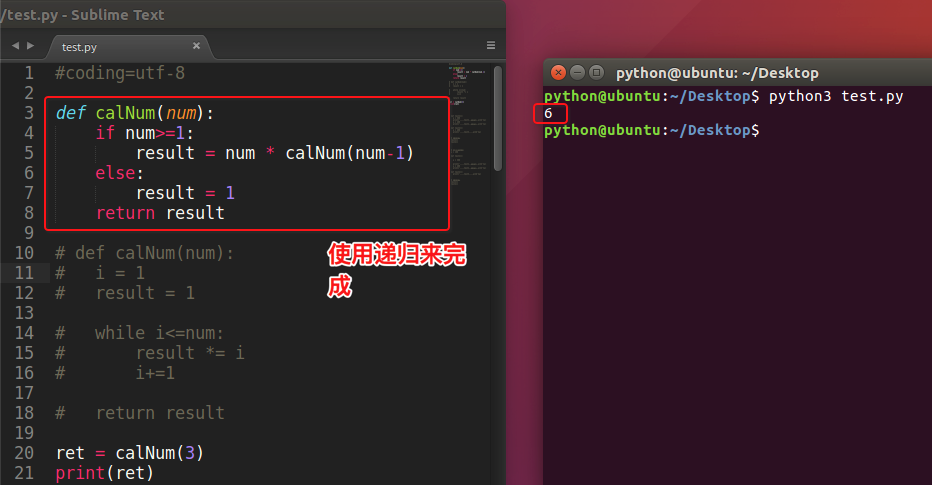 /test.py - Sublime Text
test.py
1 #coding=utf-8
2
3 def calNum(num):
4     if num>=1:
5         result = num * calNum(num-1)
6     else:
7         result = 1
8     return result
9
10 # def calNum(num):
11 #   i = 1
12 #   result = 1
13
14 #   while i<=num:
15 #       result *= i
16 #       i+=1
17
18 #   return result
19
20 ret = calNum(3)
21 print(ret)
使用递归来完
成
python@ubuntu: ~/Desktop
python@ubuntu:~/Desktop$ python3 test.py
6
python@ubuntu:~/Desktop$